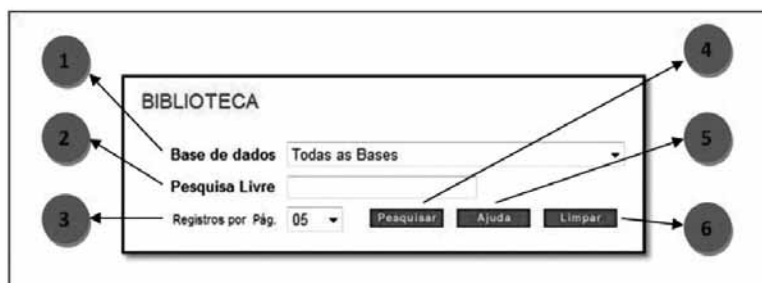 1
4
BIBLIOTECA
2
5
Base de dados Todas as Bases
Pesquisa Livre
3
Registros por Pág. 05 Pesquisar Ajuda Limpar
6